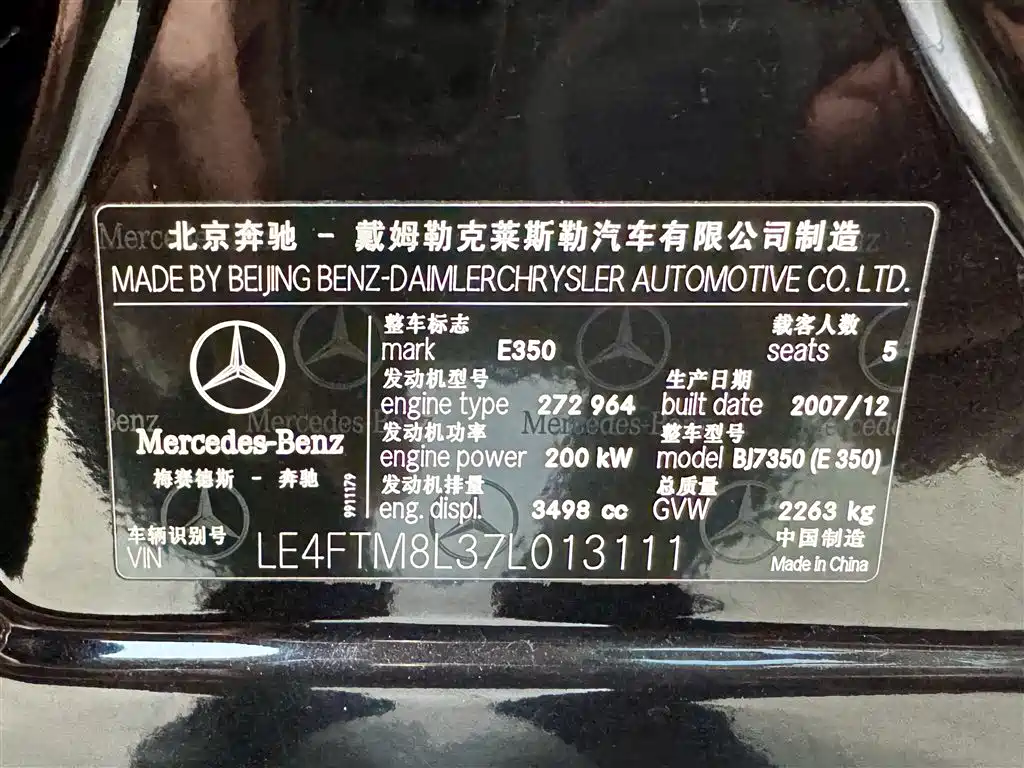 北京奔驰 - 戴姆勒克莱斯勒汽车有限公司制造
MADE BY BEIJING BENZ-DAIMLERCHRYSLER AUTOMOTIVE CO. LTD.
整车标志 载客人数
mark E350 seats 5
发动机型号 生产日期
engine type 272 964 built date 2007/12
发动机功率 整车型号
engine power 200 kW model BJ7350 (E 350)
发动机排量 总质量
eng. displ. 3498 cc GVW 2263 kg
Mercedes-Benz
梅赛德斯 - 奔驰
9911179
车辆识别号 中国制造
VIN LE4FTM8L37L013111 Made in China